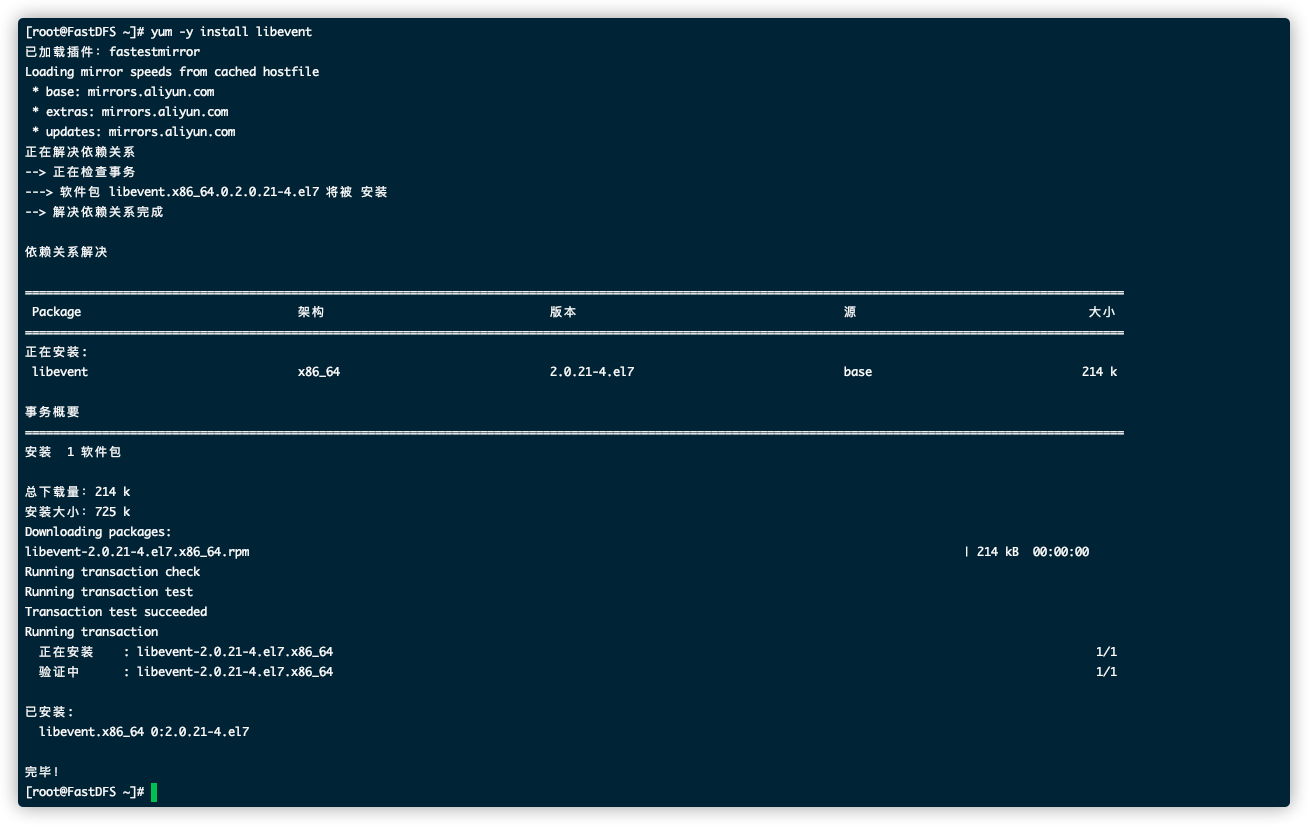 [root@FastDFS ~]# yum -y install libevent
已加载插件：fastestmirror
Loading mirror speeds from cached hostfile
 * base: mirrors.aliyun.com
 * extras: mirrors.aliyun.com
 * updates: mirrors.aliyun.com
正在解决依赖关系
--> 正在检查事务
---> 软件包 libevent.x86_64.0.2.0.21-4.el7 将被 安装
--> 解决依赖关系完成
依赖关系解决
Package 架构 版本 源 大小
正在安装:
libevent x86_64 2.0.21-4.el7 base 214 k
事务概要
安装  1 软件包
总下载量：214 k
安装大小：725 k
Downloading packages:
libevent-2.0.21-4.el7.x86_64.rpm | 214 kB  00:00:00
Running transaction check
Running transaction test
Transaction test succeeded
Running transaction
  正在安装    : libevent-2.0.21-4.el7.x86_64 1/1
  验证中      : libevent-2.0.21-4.el7.x86_64 1/1
已安装:
  libevent.x86_64 0:2.0.21-4.el7
完毕！
[root@FastDFS ~]#